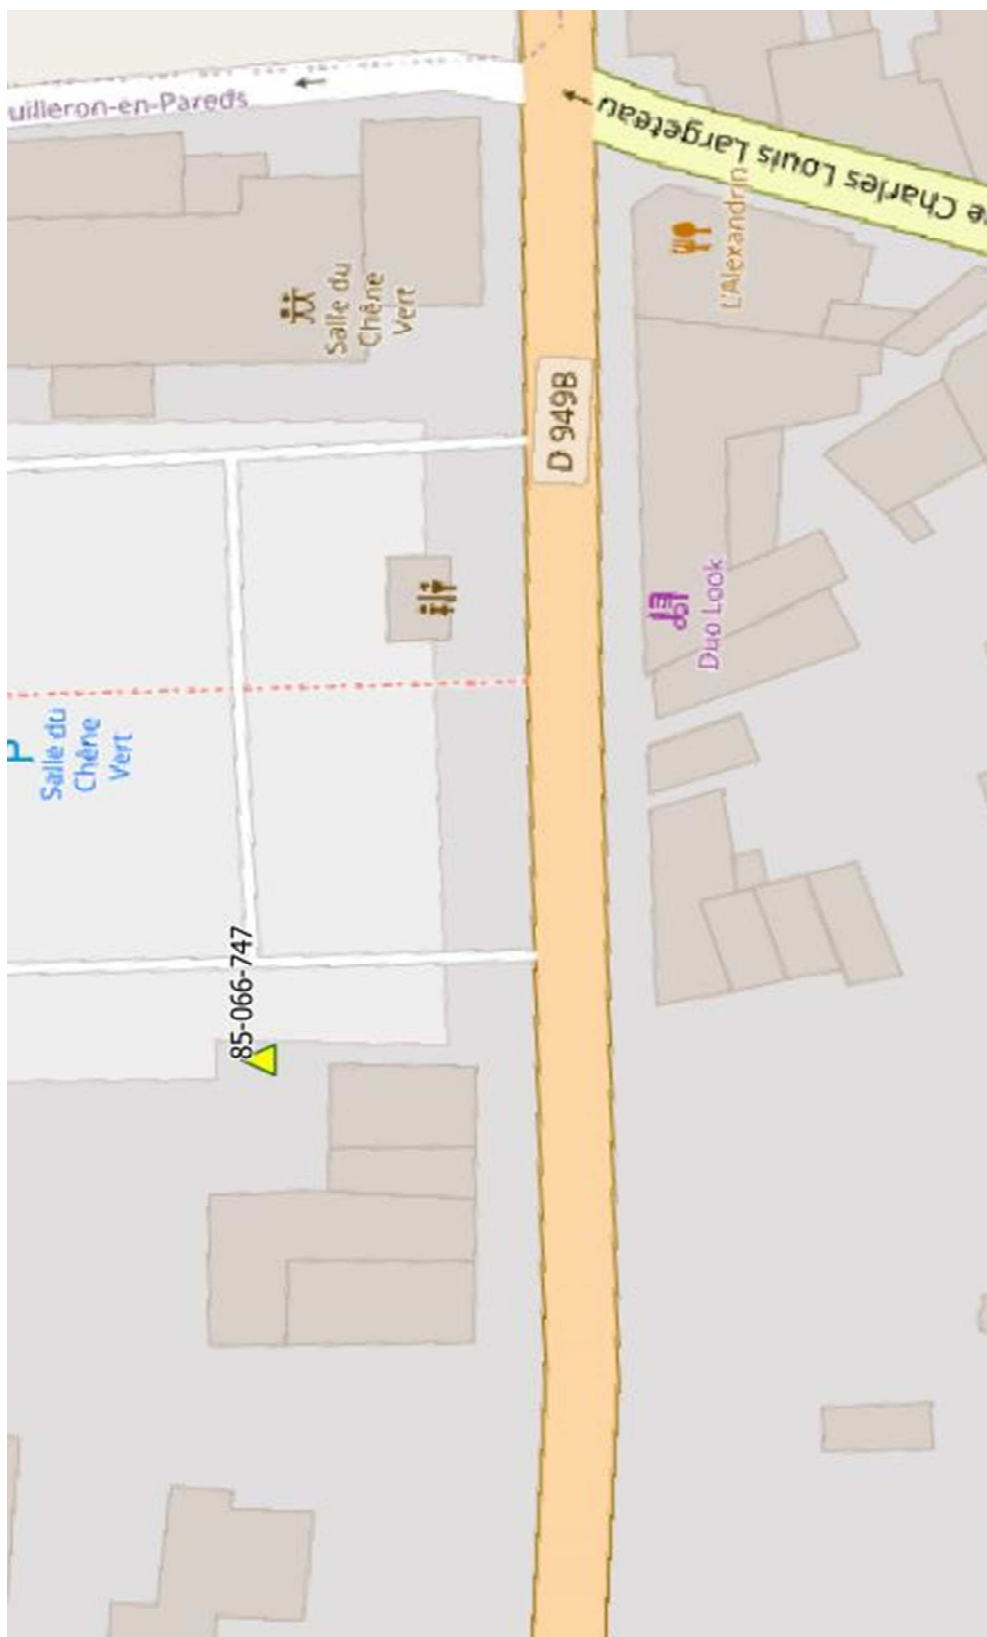 uilleron-en-Pareds
e Charles Louis Largeteau
L'Alexandrin
Salle du
Chêne
Vert
D 949B
Duo Look
P
Salle du
Chêne
Vert
85-066-747